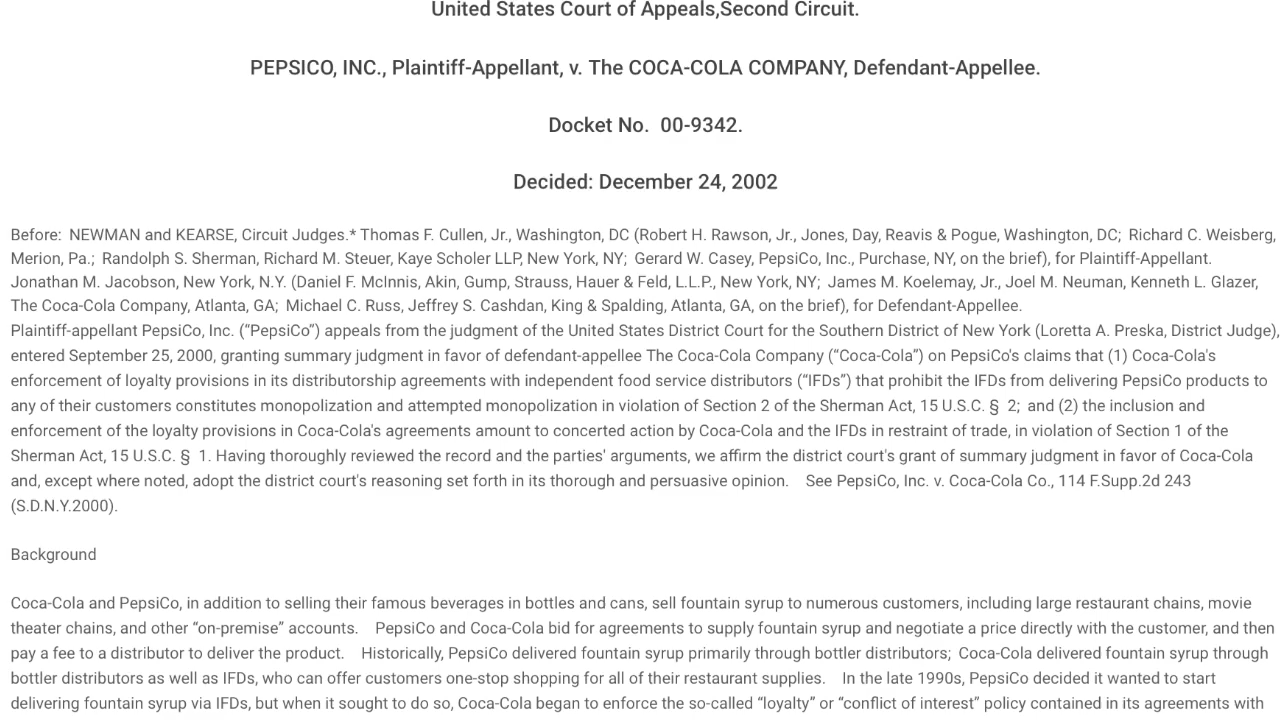 United States Court of Appeals,Second Circuit.
PEPSICO, INC., Plaintiff-Appellant, v. The COCA-COLA COMPANY, Defendant-Appellee.
Docket No.  00-9342.
Decided: December 24, 2002
Before:  NEWMAN and KEARSE, Circuit Judges.* Thomas F. Cullen, Jr., Washington, DC (Robert H. Rawson, Jr., Jones, Day, Reavis & Pogue, Washington, DC;  Richard C. Weisberg,
Merion, Pa.;  Randolph S. Sherman, Richard M. Steuer, Kaye Scholer LLP, New York, NY;  Gerard W. Casey, PepsiCo, Inc., Purchase, NY, on the brief), for Plaintiff-Appellant.
Jonathan M. Jacobson, New York, N.Y. (Daniel F. McInnis, Akin, Gump, Strauss, Hauer & Feld, L.L.P., New York, NY;  James M. Koelemay, Jr., Joel M. Neuman, Kenneth L. Glazer,
The Coca-Cola Company, Atlanta, GA;  Michael C. Russ, Jeffrey S. Cashdan, King & Spalding, Atlanta, GA, on the brief), for Defendant-Appellee.
Plaintiff-appellant PepsiCo, Inc. (“PepsiCo”) appeals from the judgment of the United States District Court for the Southern District of New York (Loretta A. Preska, District Judge),
entered September 25, 2000, granting summary judgment in favor of defendant-appellee The Coca-Cola Company (“Coca-Cola”) on PepsiCo's claims that (1) Coca-Cola's
enforcement of loyalty provisions in its distributorship agreements with independent food service distributors (“IFDs”) that prohibit the IFDs from delivering PepsiCo products to
any of their customers constitutes monopolization and attempted monopolization in violation of Section 2 of the Sherman Act, 15 U.S.C. §  2;  and (2) the inclusion and
enforcement of the loyalty provisions in Coca-Cola's agreements amount to concerted action by Coca-Cola and the IFDs in restraint of trade, in violation of Section 1 of the
Sherman Act, 15 U.S.C. §  1. Having thoroughly reviewed the record and the parties' arguments, we affirm the district court's grant of summary judgment in favor of Coca-Cola
and, except where noted, adopt the district court's reasoning set forth in its thorough and persuasive opinion.    See PepsiCo, Inc. v. Coca-Cola Co., 114 F.Supp.2d 243
(S.D.N.Y.2000).
Background
Coca-Cola and PepsiCo, in addition to selling their famous beverages in bottles and cans, sell fountain syrup to numerous customers, including large restaurant chains, movie
theater chains, and other “on-premise” accounts.    PepsiCo and Coca-Cola bid for agreements to supply fountain syrup and negotiate a price directly with the customer, and then
pay a fee to a distributor to deliver the product.    Historically, PepsiCo delivered fountain syrup primarily through bottler distributors;  Coca-Cola delivered fountain syrup through
bottler distributors as well as IFDs, who can offer customers one-stop shopping for all of their restaurant supplies.    In the late 1990s, PepsiCo decided it wanted to start
delivering fountain syrup via IFDs, but when it sought to do so, Coca-Cola began to enforce the so-called “loyalty” or “conflict of interest” policy contained in its agreements with